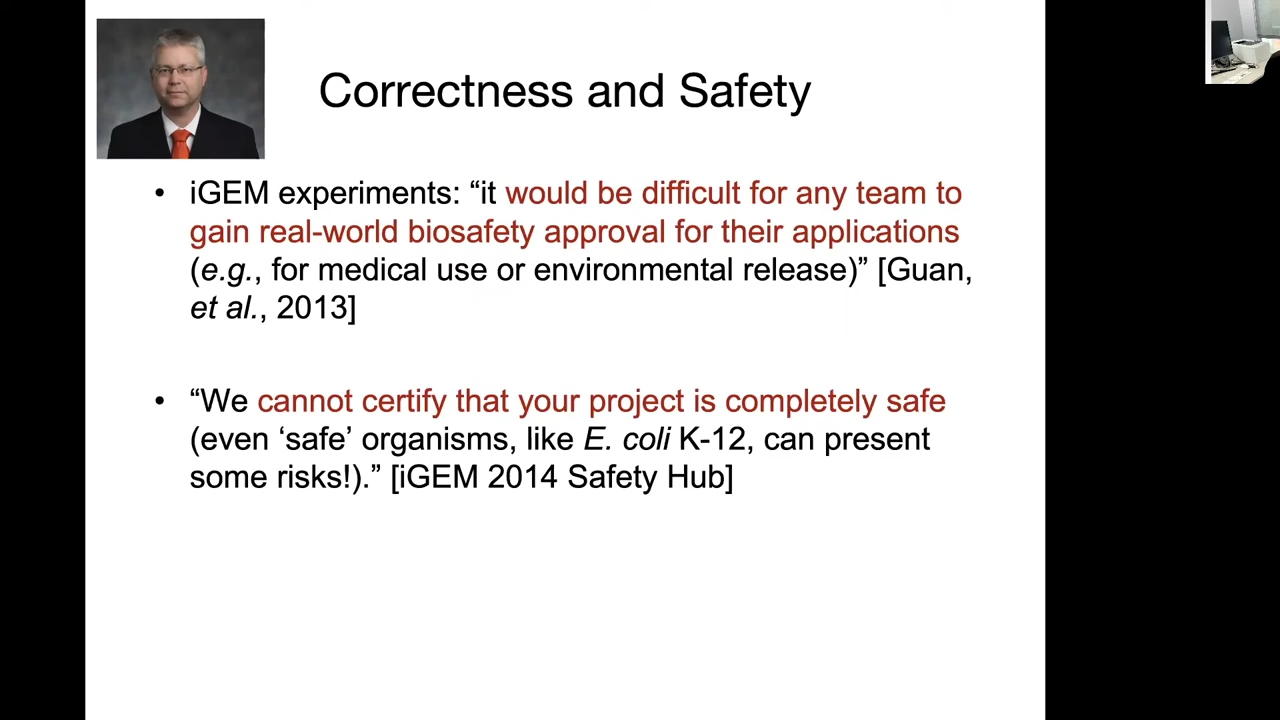 Correctness and Safety
• iGEM experiments: “it would be difficult for any team to
gain real-world biosafety approval for their applications
(e.g., for medical use or environmental release)” [Guan,
et al., 2013]
• “We cannot certify that your project is completely safe
(even ‘safe’ organisms, like E. coli K-12, can present
some risks!).” [iGEM 2014 Safety Hub]